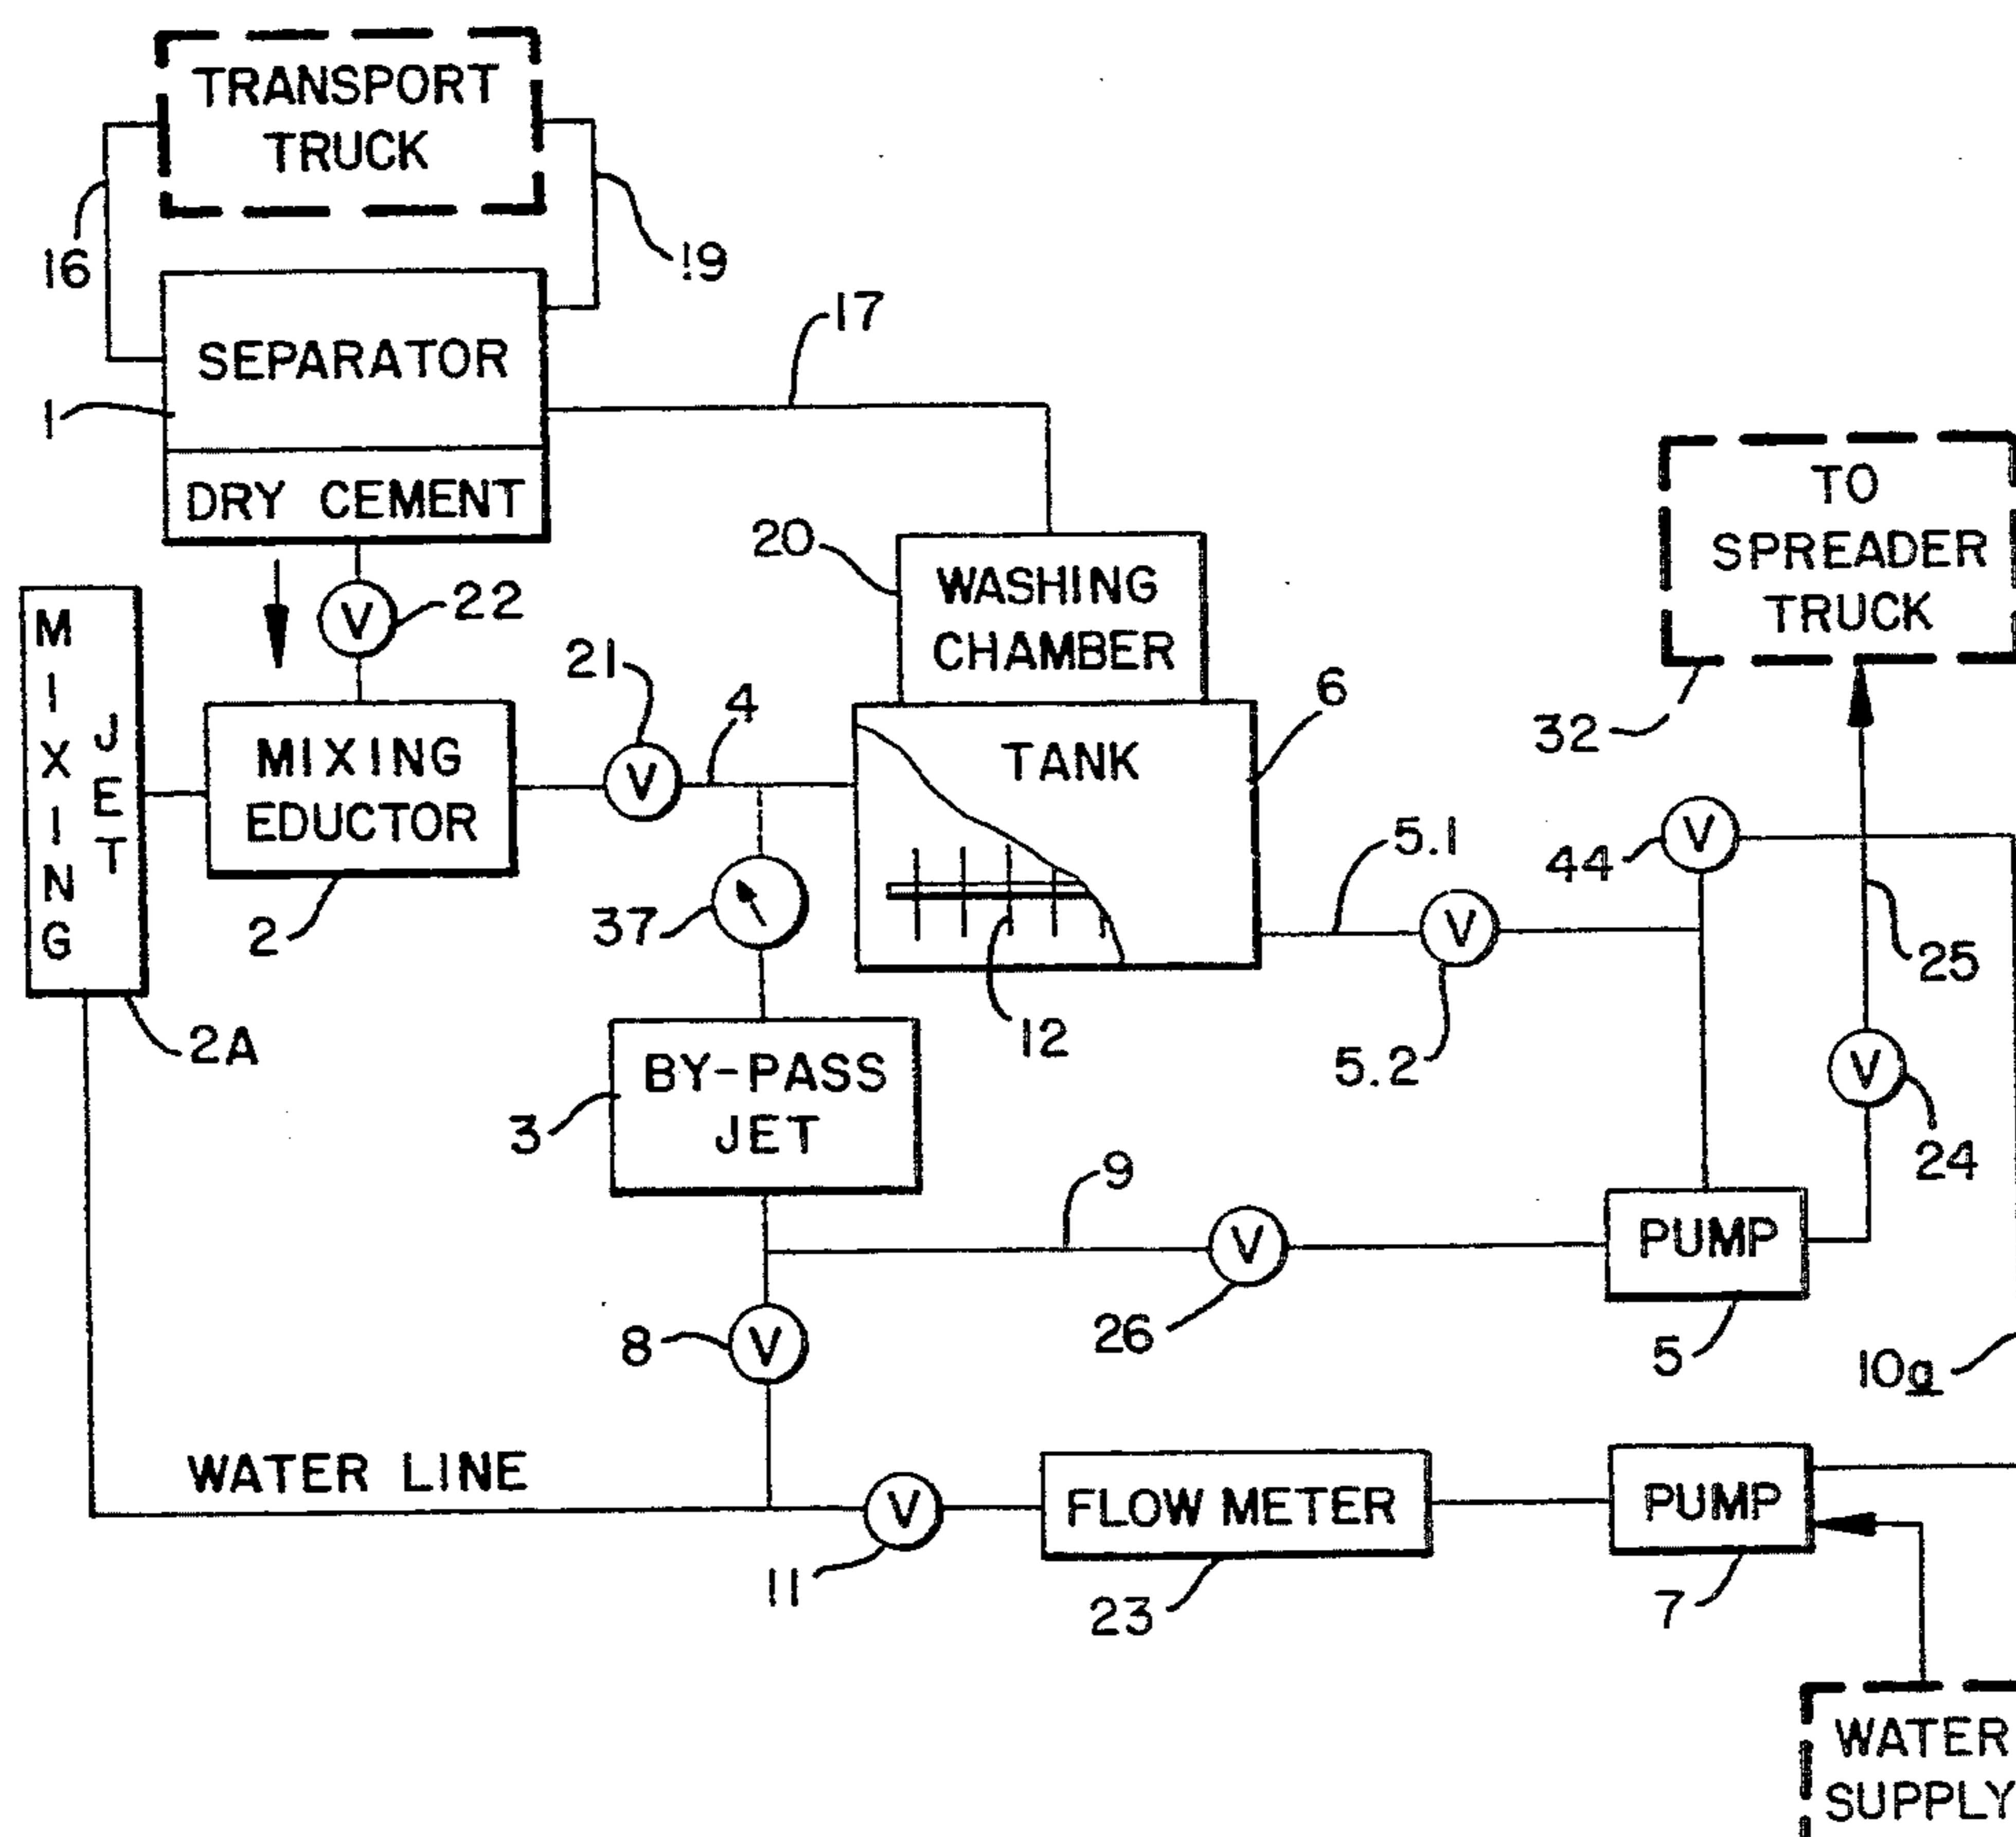 TRANSPORT
TRUCK
16
19
SEPARATOR
1
17
DRY CEMENT
22
V
20
WASHING
CHAMBER
TO
SPREADER
TRUCK
32
MIXING
JET
2A
MIXING
EDUCTOR
2
21
V
4
TANK
6
12
37
5.1
V
5.2
V
44
25
V
24
BY-PASS
JET
3
9
V
26
PUMP
5
10a
8
V
WATER LINE
V
11
FLOW METER
23
PUMP
7
WATER
SUPPLY